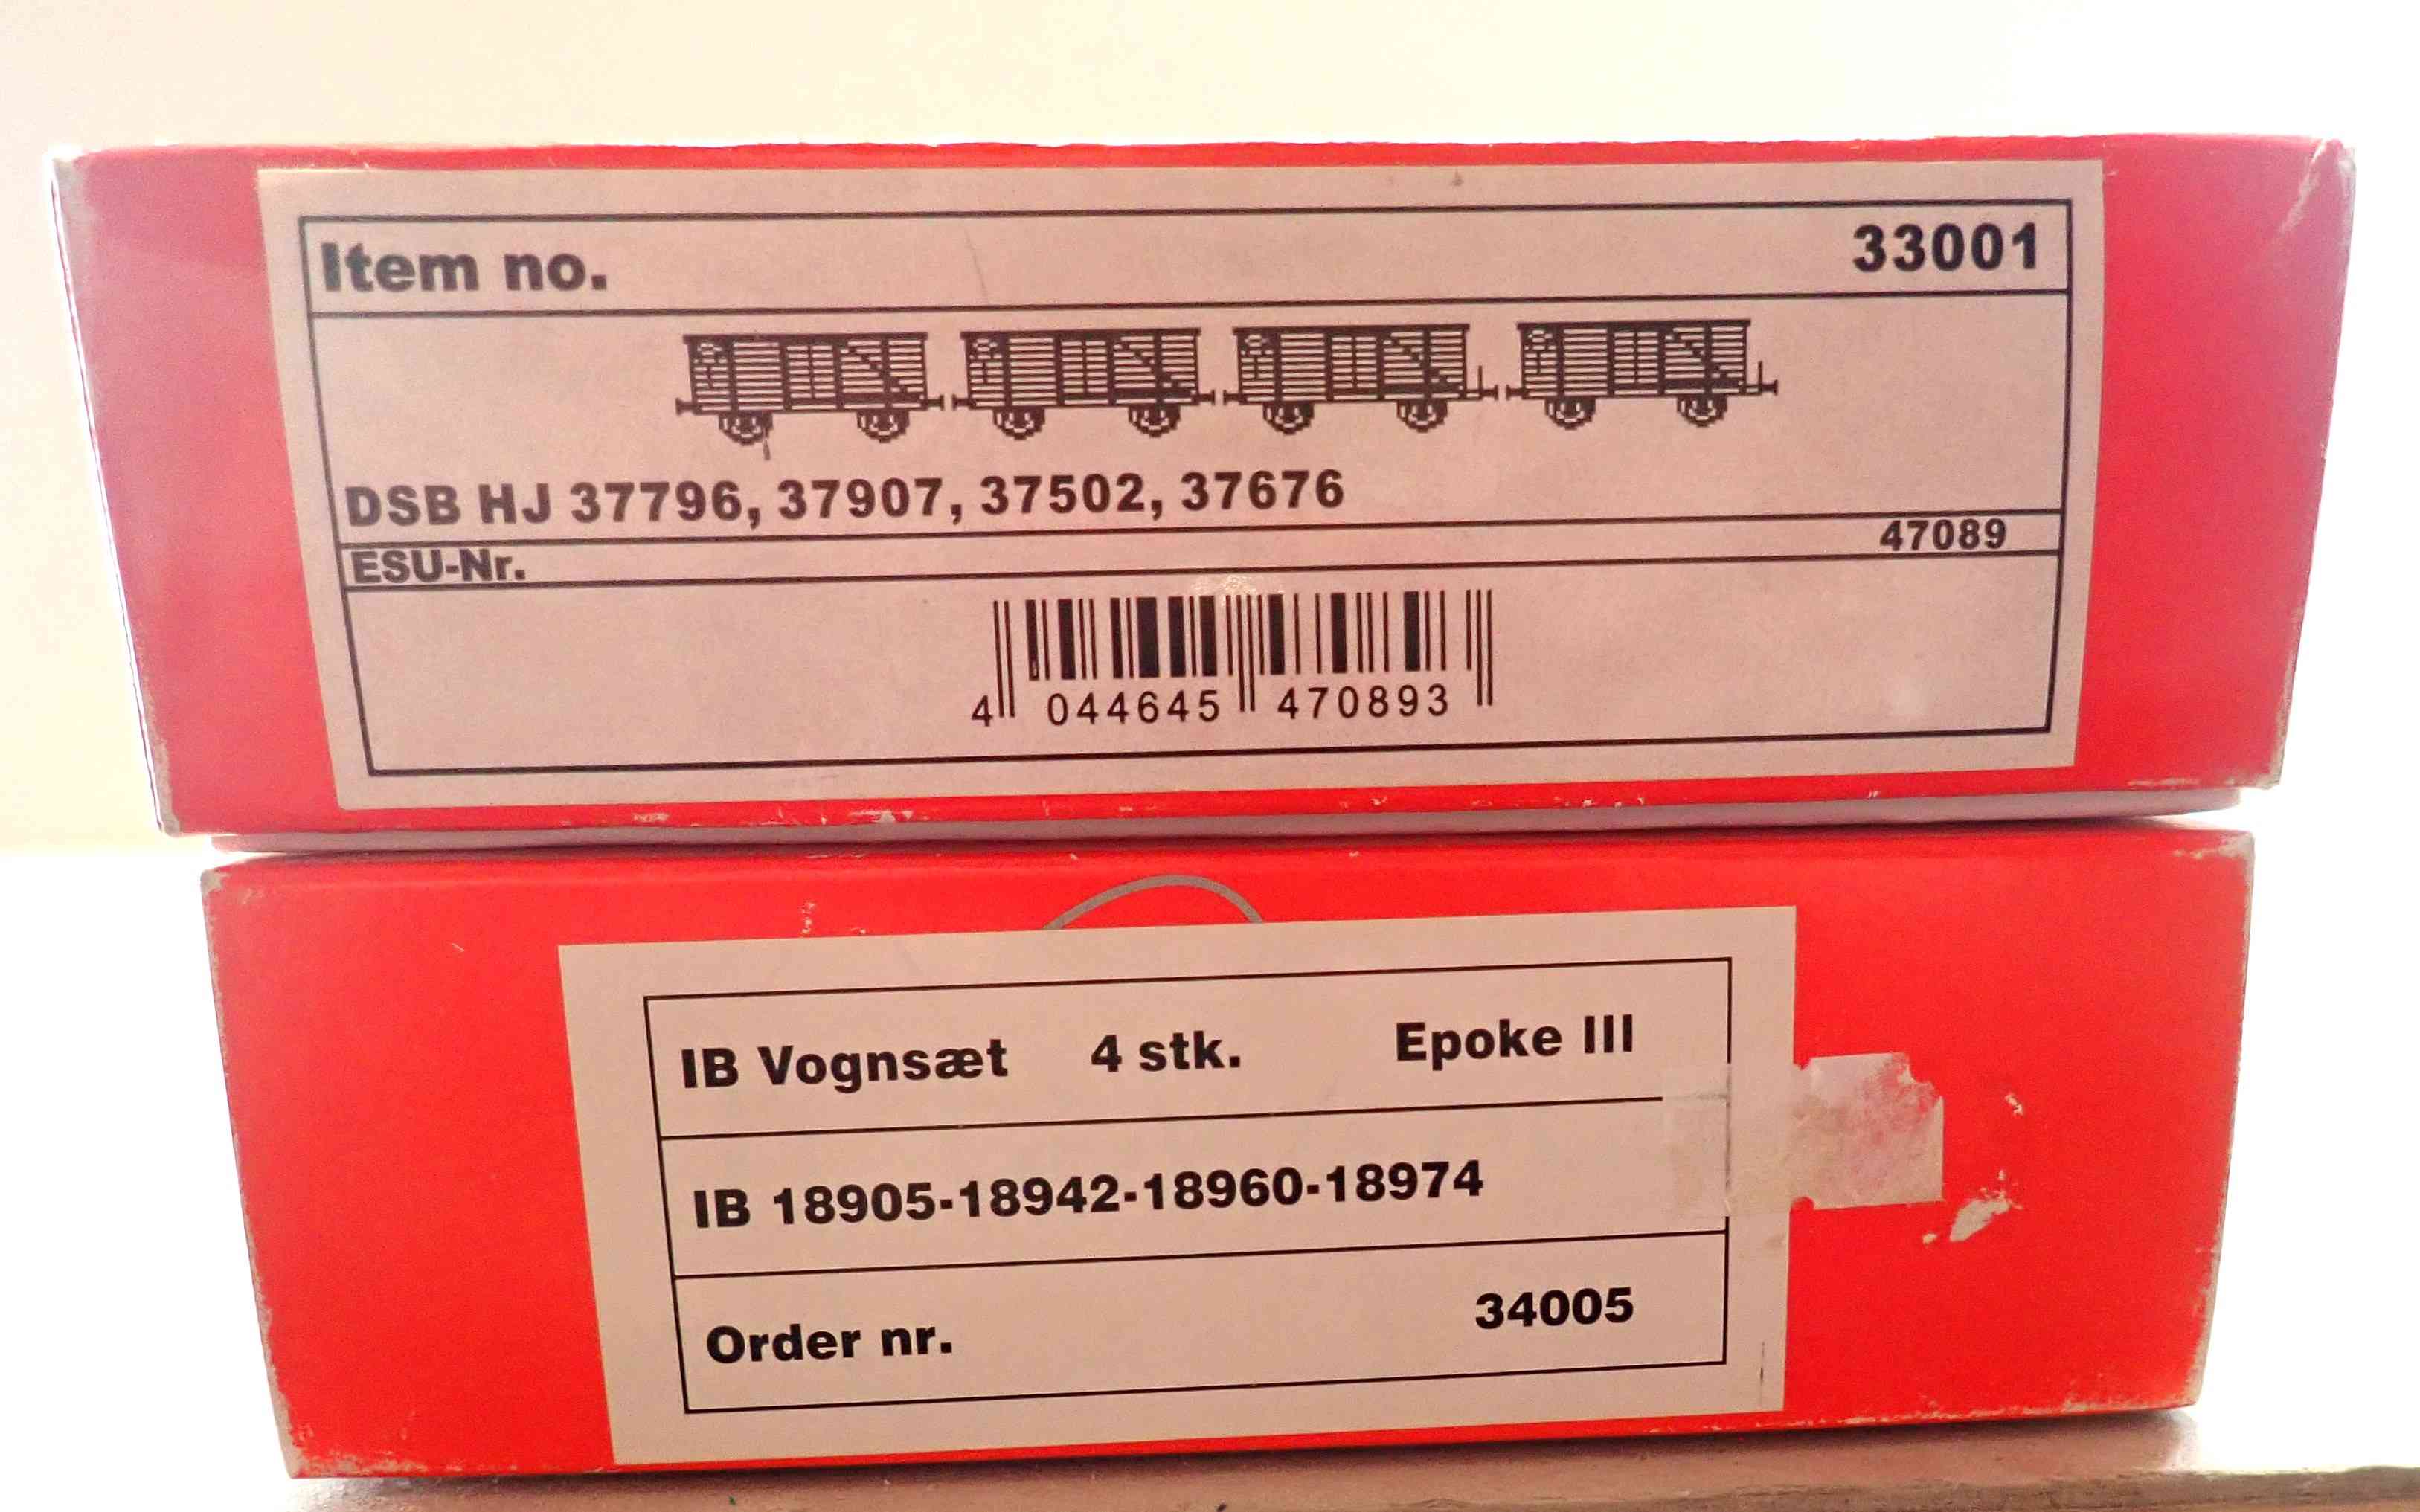 Item no. 33001
DSB HJ 37796, 37907, 37502, 37676
ESU-Nr. 47089
4 044645 470893
IB Vognsæt 4 stk. Epoke III
IB 18905-18942-18960-18974
Order nr. 34005